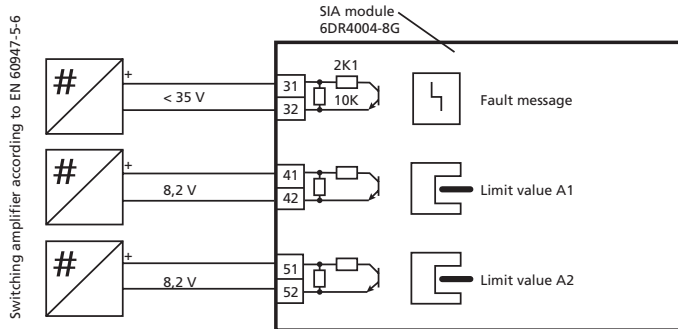 SIA module
6DR4004-8G
Switching amplifier according to EN 60947-5-6
#
+
< 35 V
31
32
2K1
10K
Fault message
#
+
8,2 V
41
42
Limit value A1
#
+
8,2 V
51
52
Limit value A2